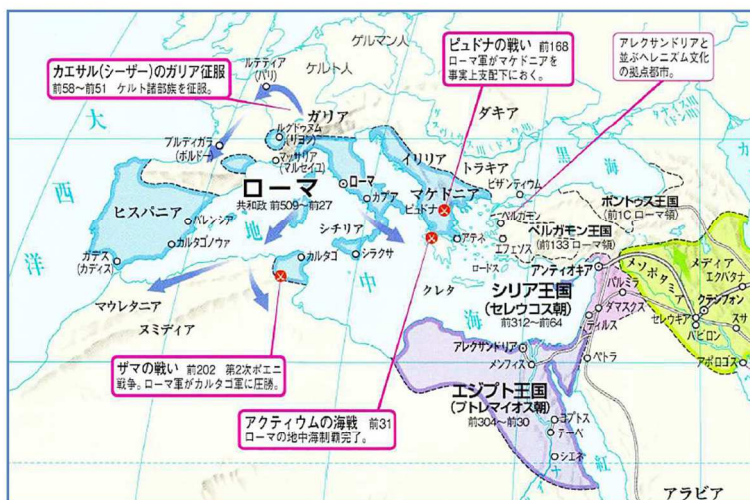 ゲルマン人
カエサル(シーザー)のガリア征服
前58～前51 ケルト諸部族を征服。
ルテティア
(パリ)
ケルト人
ピュドナの戦い 前168
ローマ軍がマケドニアを
事実上支配下におく。
アレクサンドリアと
並ぶヘレニズム文化
の拠点都市。
大
西
洋
ガリア
ルグドゥヌム
(リヨン)
ブルディガラ
(ボルドー)
マッサリア
(マルセイユ)
ダキア
イリリア
トラキア
黒
海
ローマ
共和政 前509～前27
ローマ
カプア
マケドニア
ピュドナ
ビザンティウム
ポントゥス王国
(前1C ローマ領)
ヒスパニア
バレンシア
カルタゴノヴァ
ガデス
(カディス)
地
中
海
シチリア
シラクサ
カルタゴ
アテネ
ペルガモン
エフェソス
ペルガモン王国
(前133 ローマ領)
ロードス
クレタ
アンティオキア
メソポタミア
メディア
エクバタナ
パルミラ
クテシフォン
セレウキア
バビロン
スサ
アポロゴス
シリア王国
(セレウコス朝)
前312～前64
ダマスクス
ティルス
マウレタニア
ヌミディア
アレクサンドリア
メンフィス
ペトラ
ザマの戦い 前202 第2次ポエニ
戦争。ローマ軍がカルタゴ軍に圧勝。
アクティウムの海戦 前31
ローマの地中海制覇完了。
エジプト王国
(プトレマイオス朝)
前304～前30
コプトス
テーベ
シエネ
ナ
紅
アラビア